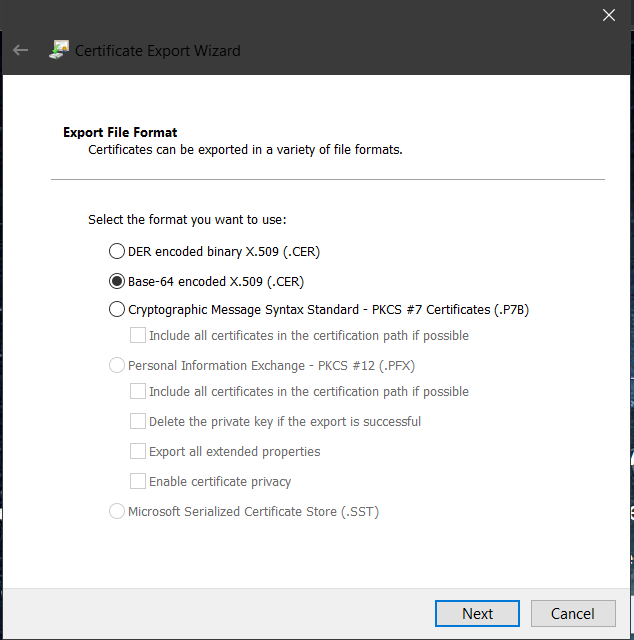 Certificate Export Wizard
Export File Format
Certificates can be exported in a variety of file formats.
Select the format you want to use:
DER encoded binary X.509 (.CER)
Base-64 encoded X.509 (.CER)
Cryptographic Message Syntax Standard - PKCS #7 Certificates (.P7B)
Include all certificates in the certification path if possible
Personal Information Exchange - PKCS #12 (.PFX)
Include all certificates in the certification path if possible
Delete the private key if the export is successful
Export all extended properties
Enable certificate privacy
Microsoft Serialized Certificate Store (.SST)
Next Cancel